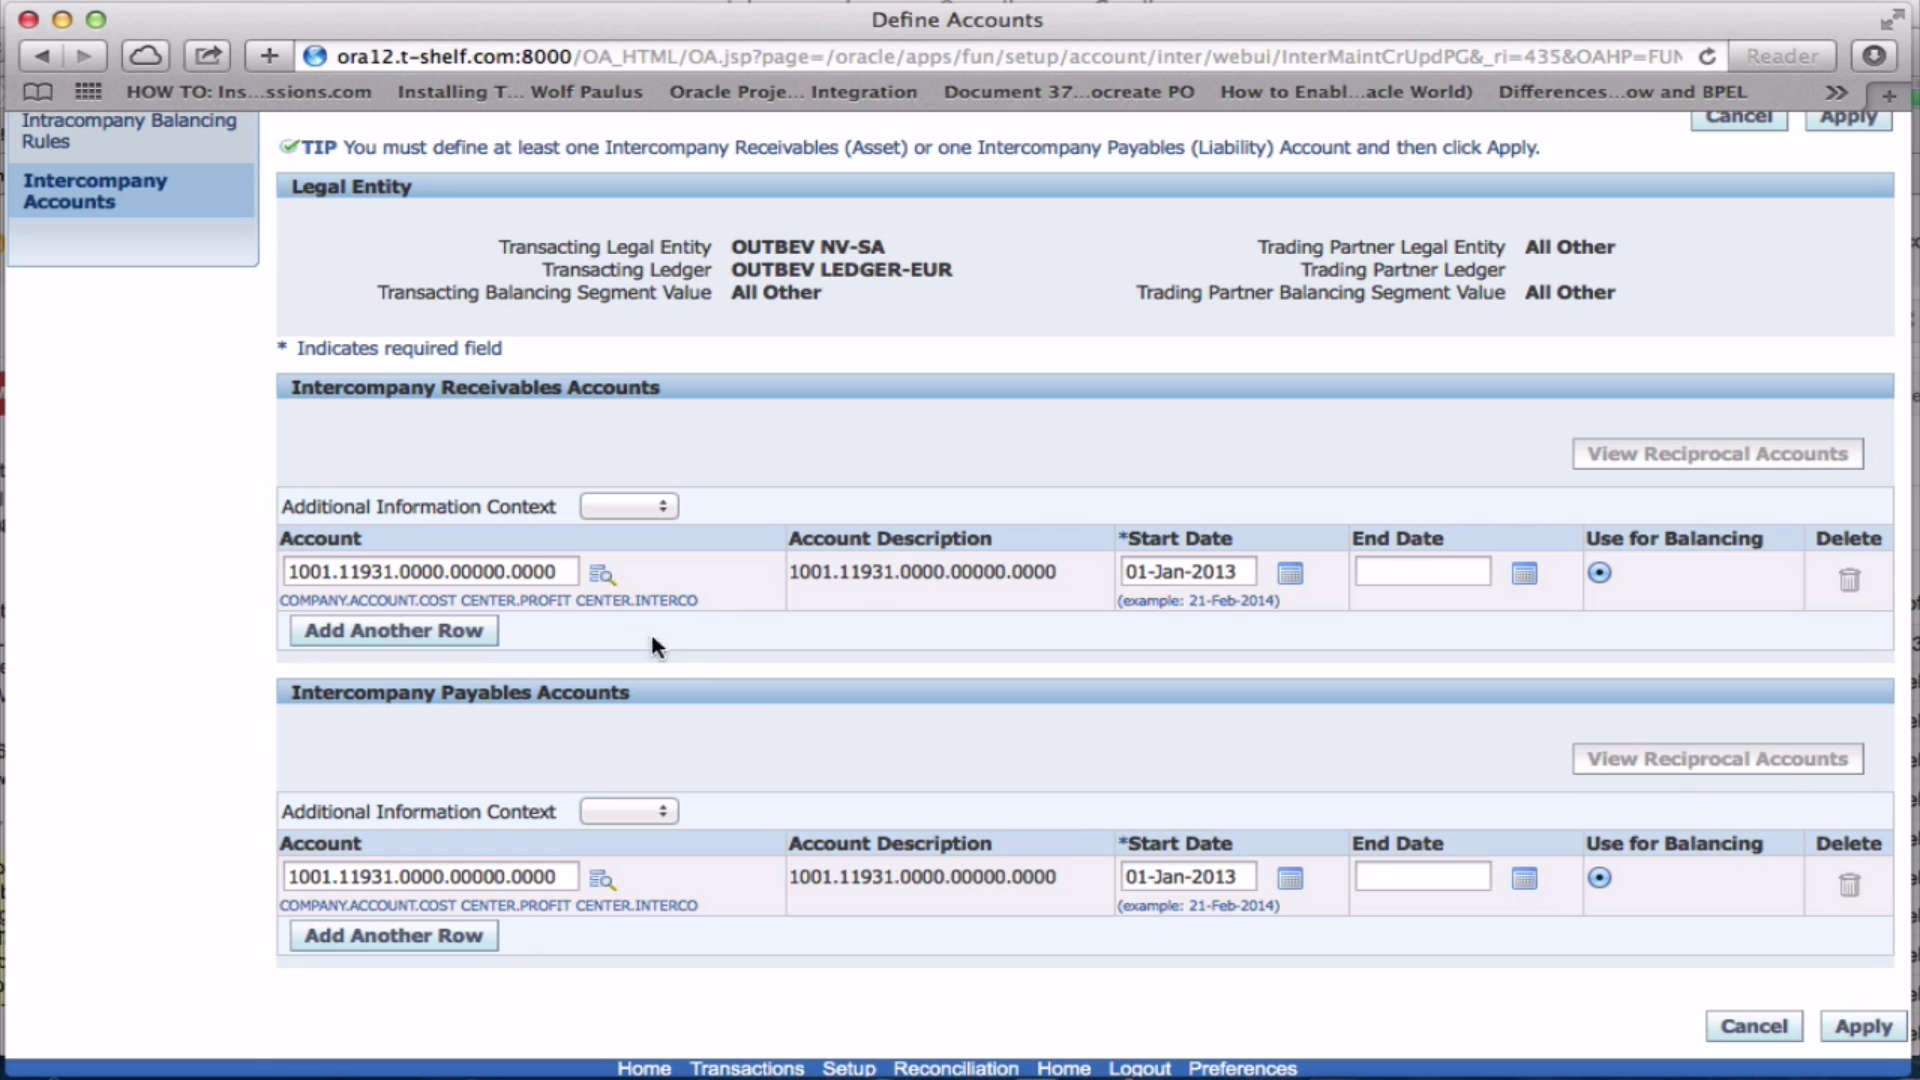 Define Accounts
ora12.t-shelf.com:8000/OA_HTML/OA.jsp?page=/oracle/apps/fun/setup/account/inter/webui/InterMaintCrUpdPG&_ri=435&OAHP=FUN Reader
HOW TO: Ins...ssions.com Installing T... Wolf Paulus Oracle Proje... Integration Document 37...ocreate PO How to Enabl...acle World) Differences...ow and BPEL
Cancel Apply
Intracompany Balancing
Rules
Intercompany
Accounts
TIP You must define at least one Intercompany Receivables (Asset) or one Intercompany Payables (Liability) Account and then click Apply.
Legal Entity
Transacting Legal Entity OUTBEV NV-SA Trading Partner Legal Entity All Other
Transacting Ledger OUTBEV LEDGER-EUR Trading Partner Ledger
Transacting Balancing Segment Value All Other Trading Partner Balancing Segment Value All Other
* Indicates required field
Intercompany Receivables Accounts
View Reciprocal Accounts
Additional Information Context
Account Account Description *Start Date End Date Use for Balancing Delete
1001.11931.0000.00000.0000 1001.11931.0000.00000.0000 01-Jan-2013
COMPANY.ACCOUNT.COST CENTER.PROFIT CENTER.INTERCO (example: 21-Feb-2014)
Add Another Row
Intercompany Payables Accounts
View Reciprocal Accounts
Additional Information Context
Account Account Description *Start Date End Date Use for Balancing Delete
1001.11931.0000.00000.0000 1001.11931.0000.00000.0000 01-Jan-2013
COMPANY.ACCOUNT.COST CENTER.PROFIT CENTER.INTERCO (example: 21-Feb-2014)
Add Another Row
Cancel Apply
Home Transactions Setup Reconciliation Home Logout Preferences